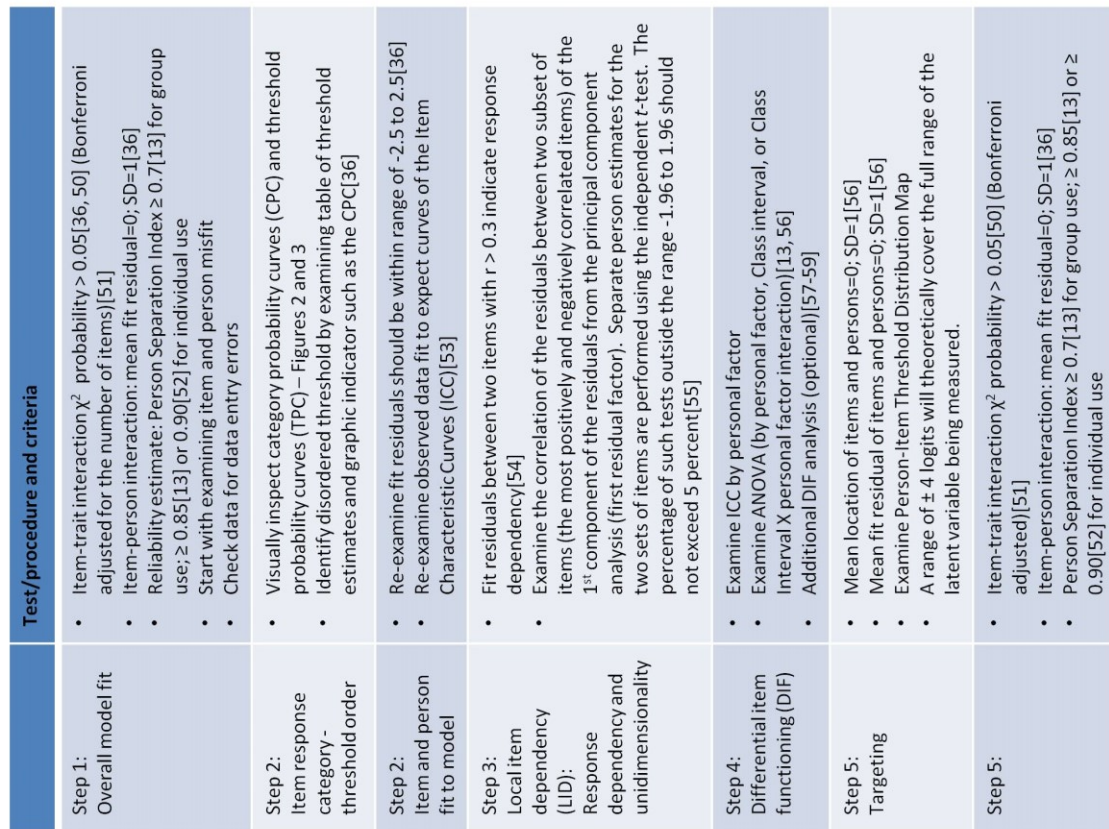 Test/procedure and criteria
Step 1:
Overall model fit
• Item-trait interaction χ² probability > 0.05[36, 50] (Bonferroni
adjusted for the number of items)[51]
• Item-person interaction: mean fit residual=0; SD=1[36]
• Reliability estimate: Person Separation Index ≥ 0.7[13] for group
use; ≥ 0.85[13] or 0.90[52] for individual use
• Start with examining item and person misfit
• Check data for data entry errors
Step 2:
Item response
category -
threshold order
• Visually inspect category probability curves (CPC) and threshold
probability curves (TPC) – Figures 2 and 3
• Identify disordered threshold by examining table of threshold
estimates and graphic indicator such as the CPC[36]
Step 2:
Item and person
fit to model
• Re-examine fit residuals should be within range of -2.5 to 2.5[36]
• Re-examine observed data fit to expect curves of the Item
Characteristic Curves (ICC)[53]
Step 3:
Local item
dependency
(LID):
Response
dependency and
unidimensionality
• Fit residuals between two items with r > 0.3 indicate response
dependency[54]
• Examine the correlation of the residuals between two subset of
items (the most positively and negatively correlated items) of the
1st component of the residuals from the principal component
analysis (first residual factor). Separate person estimates for the
two sets of items are performed using the independent t-test. The
percentage of such tests outside the range -1.96 to 1.96 should
not exceed 5 percent[55]
Step 4:
Differential item
functioning (DIF)
• Examine ICC by personal factor
• Examine ANOVA (by personal factor, Class interval, or Class
Interval X personal factor interaction)[13, 56]
• Additional DIF analysis (optional)[57-59]
Step 5:
Targeting
• Mean location of items and persons=0; SD=1[56]
• Mean fit residual of items and persons=0; SD=1[56]
• Examine Person-Item Threshold Distribution Map
• A range of ± 4 logits will theoretically cover the full range of the
latent variable being measured.
Step 5:
• Item-trait interaction χ² probability > 0.05[50] (Bonferroni
adjusted)[51]
• Item-person interaction: mean fit residual=0; SD=1[36]
• Person Separation Index ≥ 0.7[13] for group use; ≥ 0.85[13] or ≥
0.90[52] for individual use